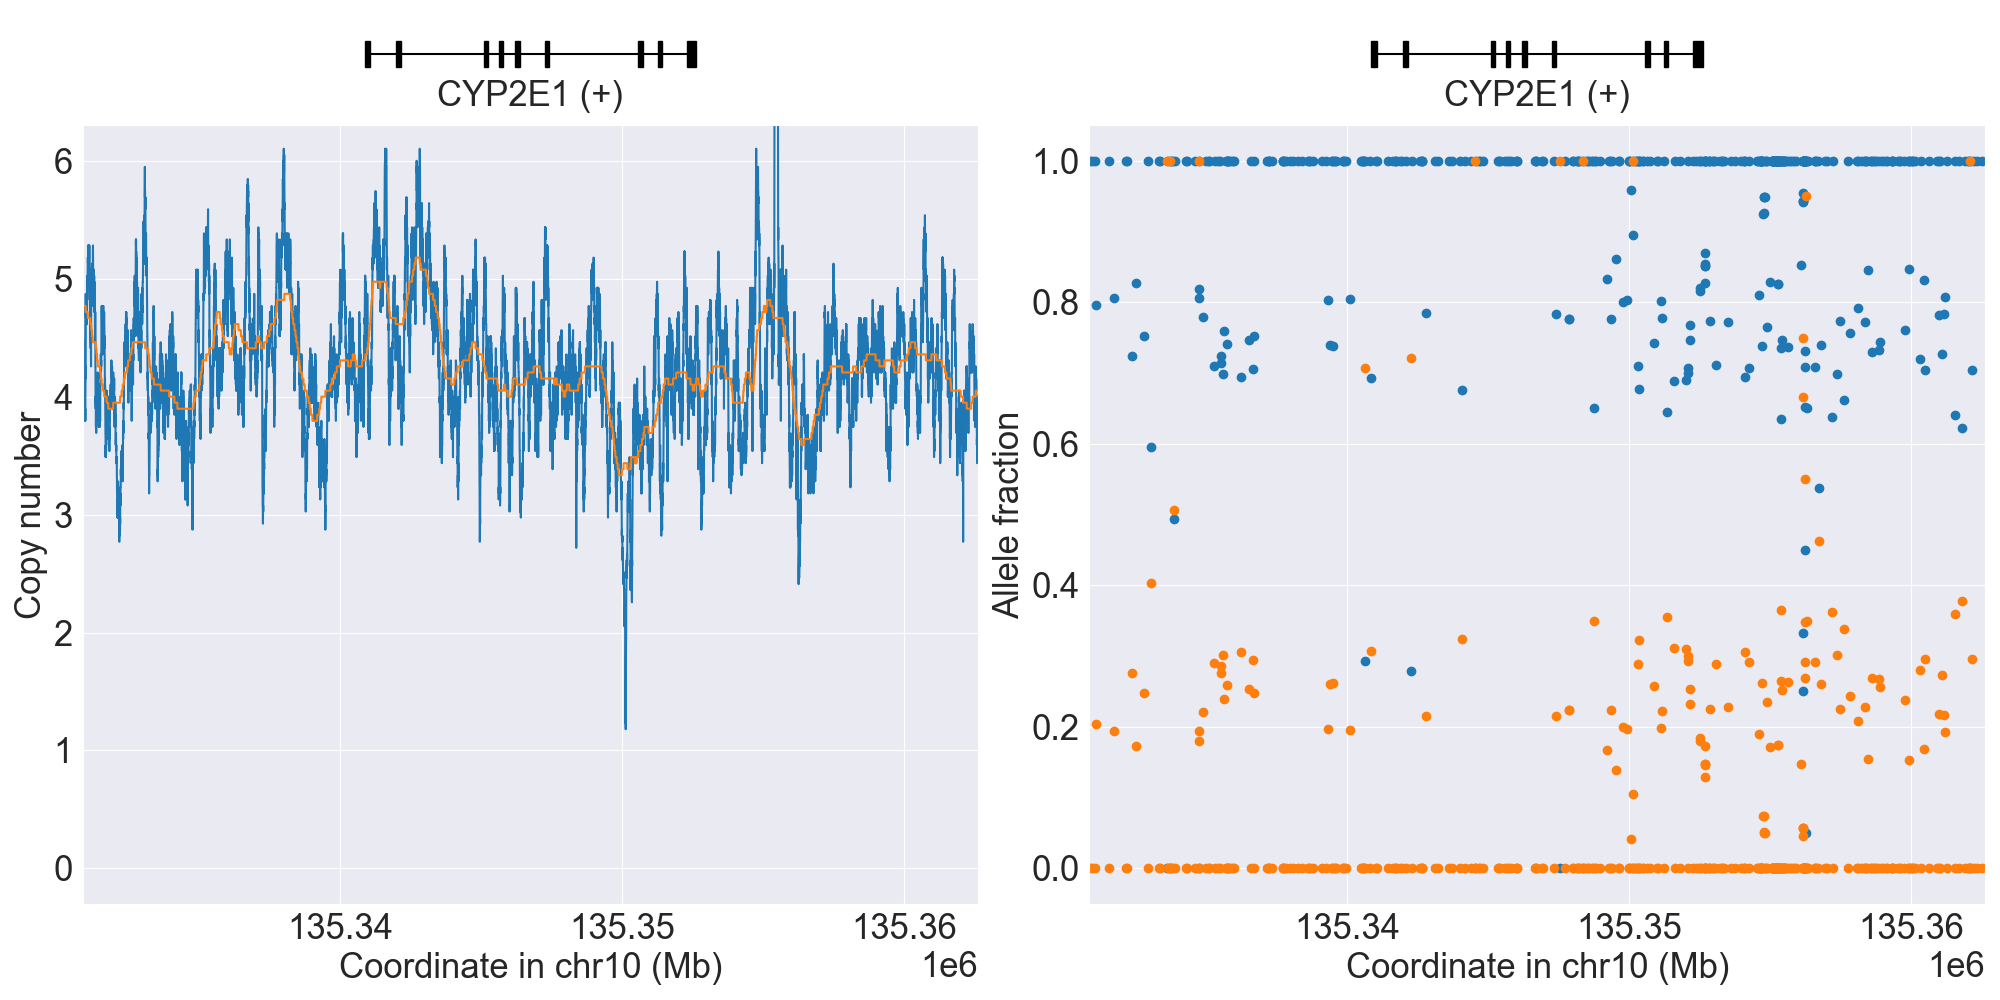 CYP2E1 (+)
Copy number
6
5
4
3
2
1
0
135.34
135.35
135.36
Coordinate in chr10 (Mb)
1e6
CYP2E1 (+)
Allele fraction
1.0
0.8
0.6
0.4
0.2
0.0
135.34
135.35
135.36
Coordinate in chr10 (Mb)
1e6